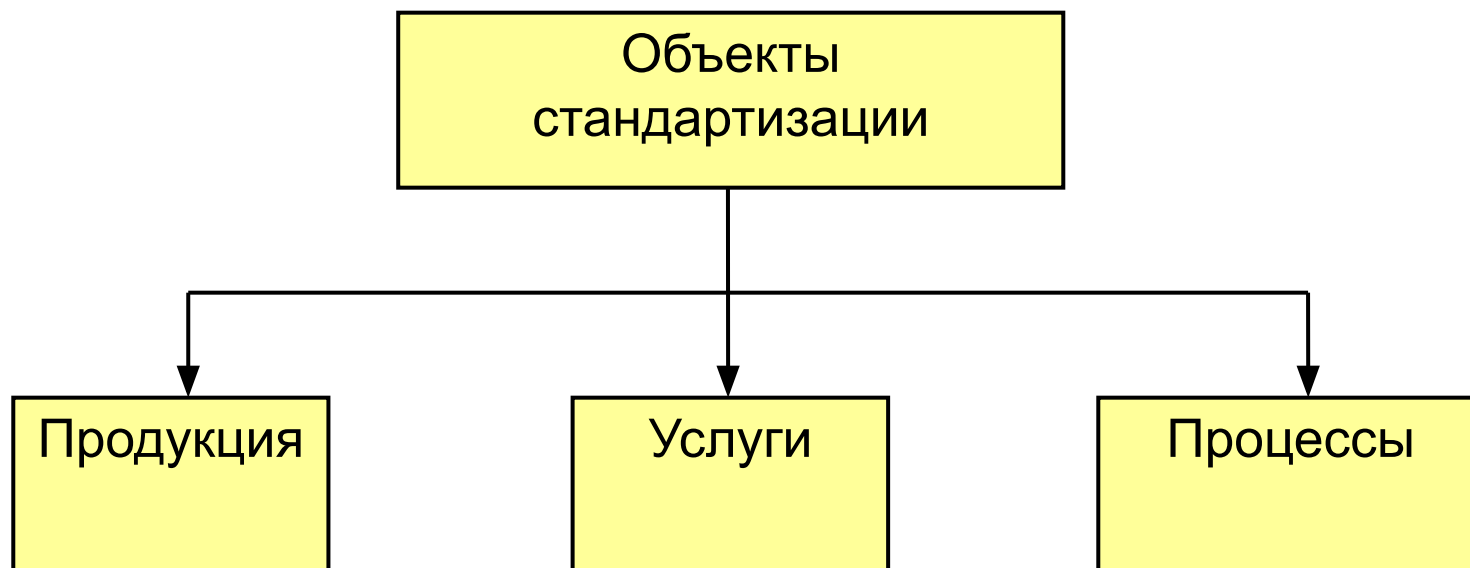 Объекты
стандартизации
Продукция
Услуги
Процессы